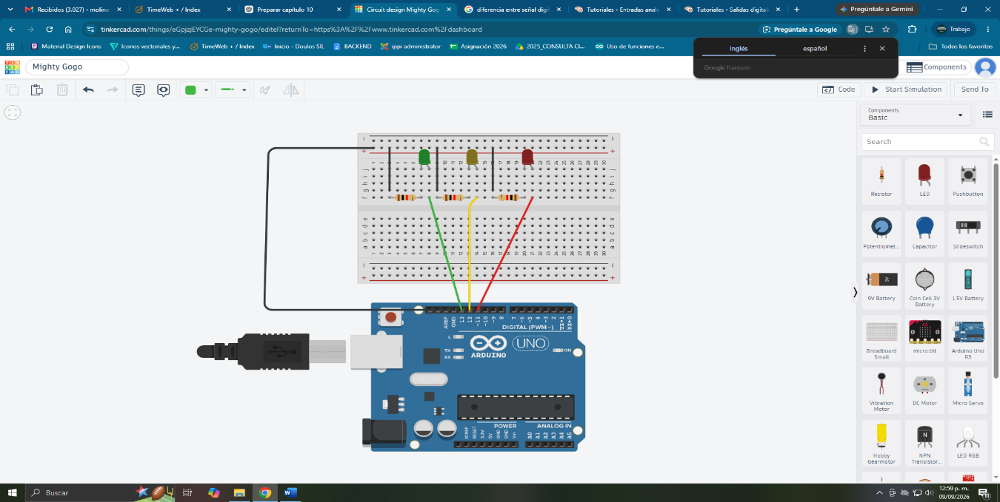 Recibidos (3.027) - molina
TimeWeb + / Index
Preparar capítulo 10
Circuit design Mighty Gog
diferencia entre señal digi
Tutoriales - Entradas analó
Tutoriales - Salidas digitale
Pregúntale a Gemini
tinkercad.com/things/eGpjzjEYCGe-mighty-gogo/editel?returnTo=https%3A%2F%2Fwww.tinkercad.com%2Fdashboard
Pregúntale a Google
Trabajo
Material Design Icons
Iconos vectoriales y...
TimeWeb + / Index
Inicio - Doulos SIL
BACKEND
ippi administrator
Asignación 2026
2025_CONSULTA CI...
Uso de funciones e...
Todos los favoritos
inglés
español
Google Translate
TIN
KER
CAD
Mighty Gogo
Components
Code
Start Simulation
Send To
Components
Basic
Search
Resistor
LED
Pushbutton
Potentiomet...
Capacitor
Slideswitch
9V Battery
Coin Cell 3V Battery
1.5V Battery
Breadboard Small
micro:bit
Arduino Uno R3
Vibration Motor
DC Motor
Micro Servo
Hobby Gearmotor
NPN Transistor...
LED RGB
AREF
GND
13
12
~11
~10
~9
8
7
~6
~5
4
~3
2
TX→1
RX←0
DIGITAL (PWM~)
L
TX
RX
UNO
ARDUINO
ON
POWER
ANALOG IN
IOREF
RESET
3.3V
5V
GND
GND
Vin
A0
A1
A2
A3
A4
A5
Buscar
12:59 p. m.
09/09/2026